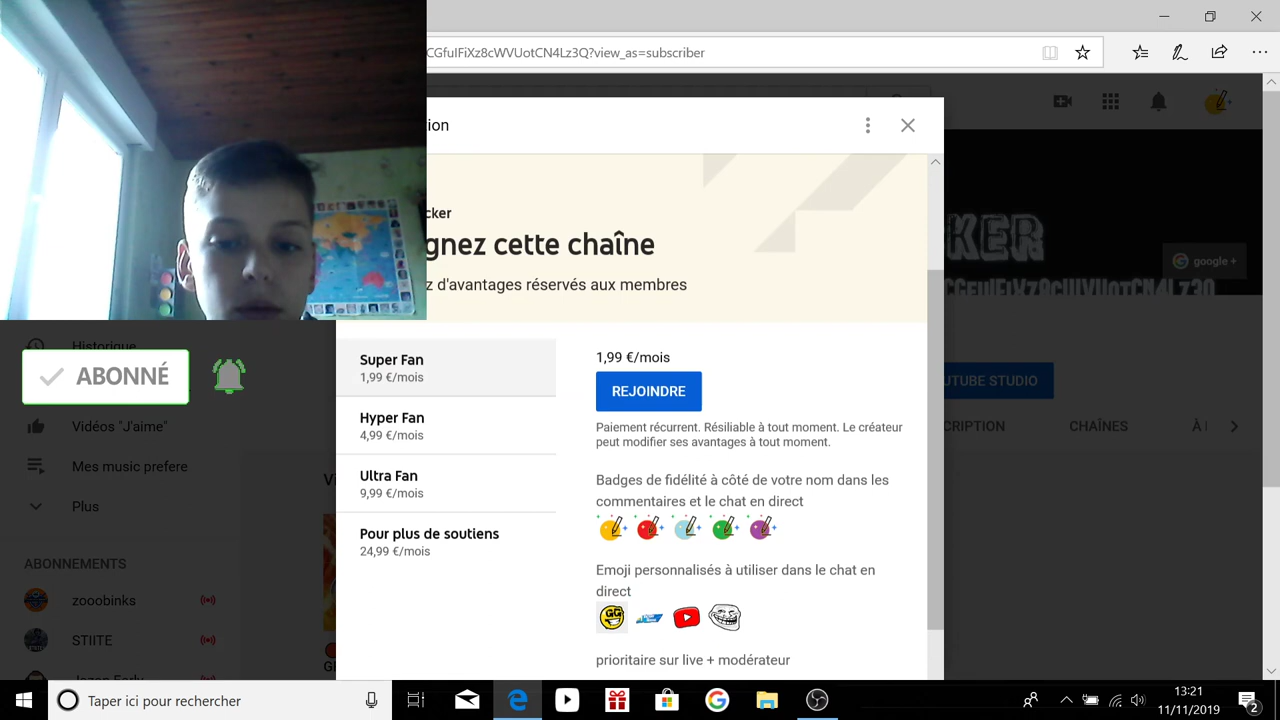 CGfuIFiXz8cWVUotCN4Lz3Q?view_as=subscriber
ion
cker
gnez cette chaîne
z d'avantages réservés aux membres
KER
google +
Historique
ABONNÉ
Vidéos "J'aime"
Mes music prefere
Plus
ABONNEMENTS
zooobinks
STIITE
Super Fan
1,99 €/mois
Hyper Fan
4,99 €/mois
Ultra Fan
9,99 €/mois
Pour plus de soutiens
24,99 €/mois
1,99 €/mois
REJOINDRE
Paiement récurrent. Résiliable à tout moment. Le créateur
peut modifier ses avantages à tout moment.
Badges de fidélité à côté de votre nom dans les
commentaires et le chat en direct
Emoji personnalisés à utiliser dans le chat en
direct
GG
prioritaire sur live + modérateur
UTUBE STUDIO
CRIPTION
CHAÎNES
Taper ici pour rechercher
13:21
11/11/2019
2